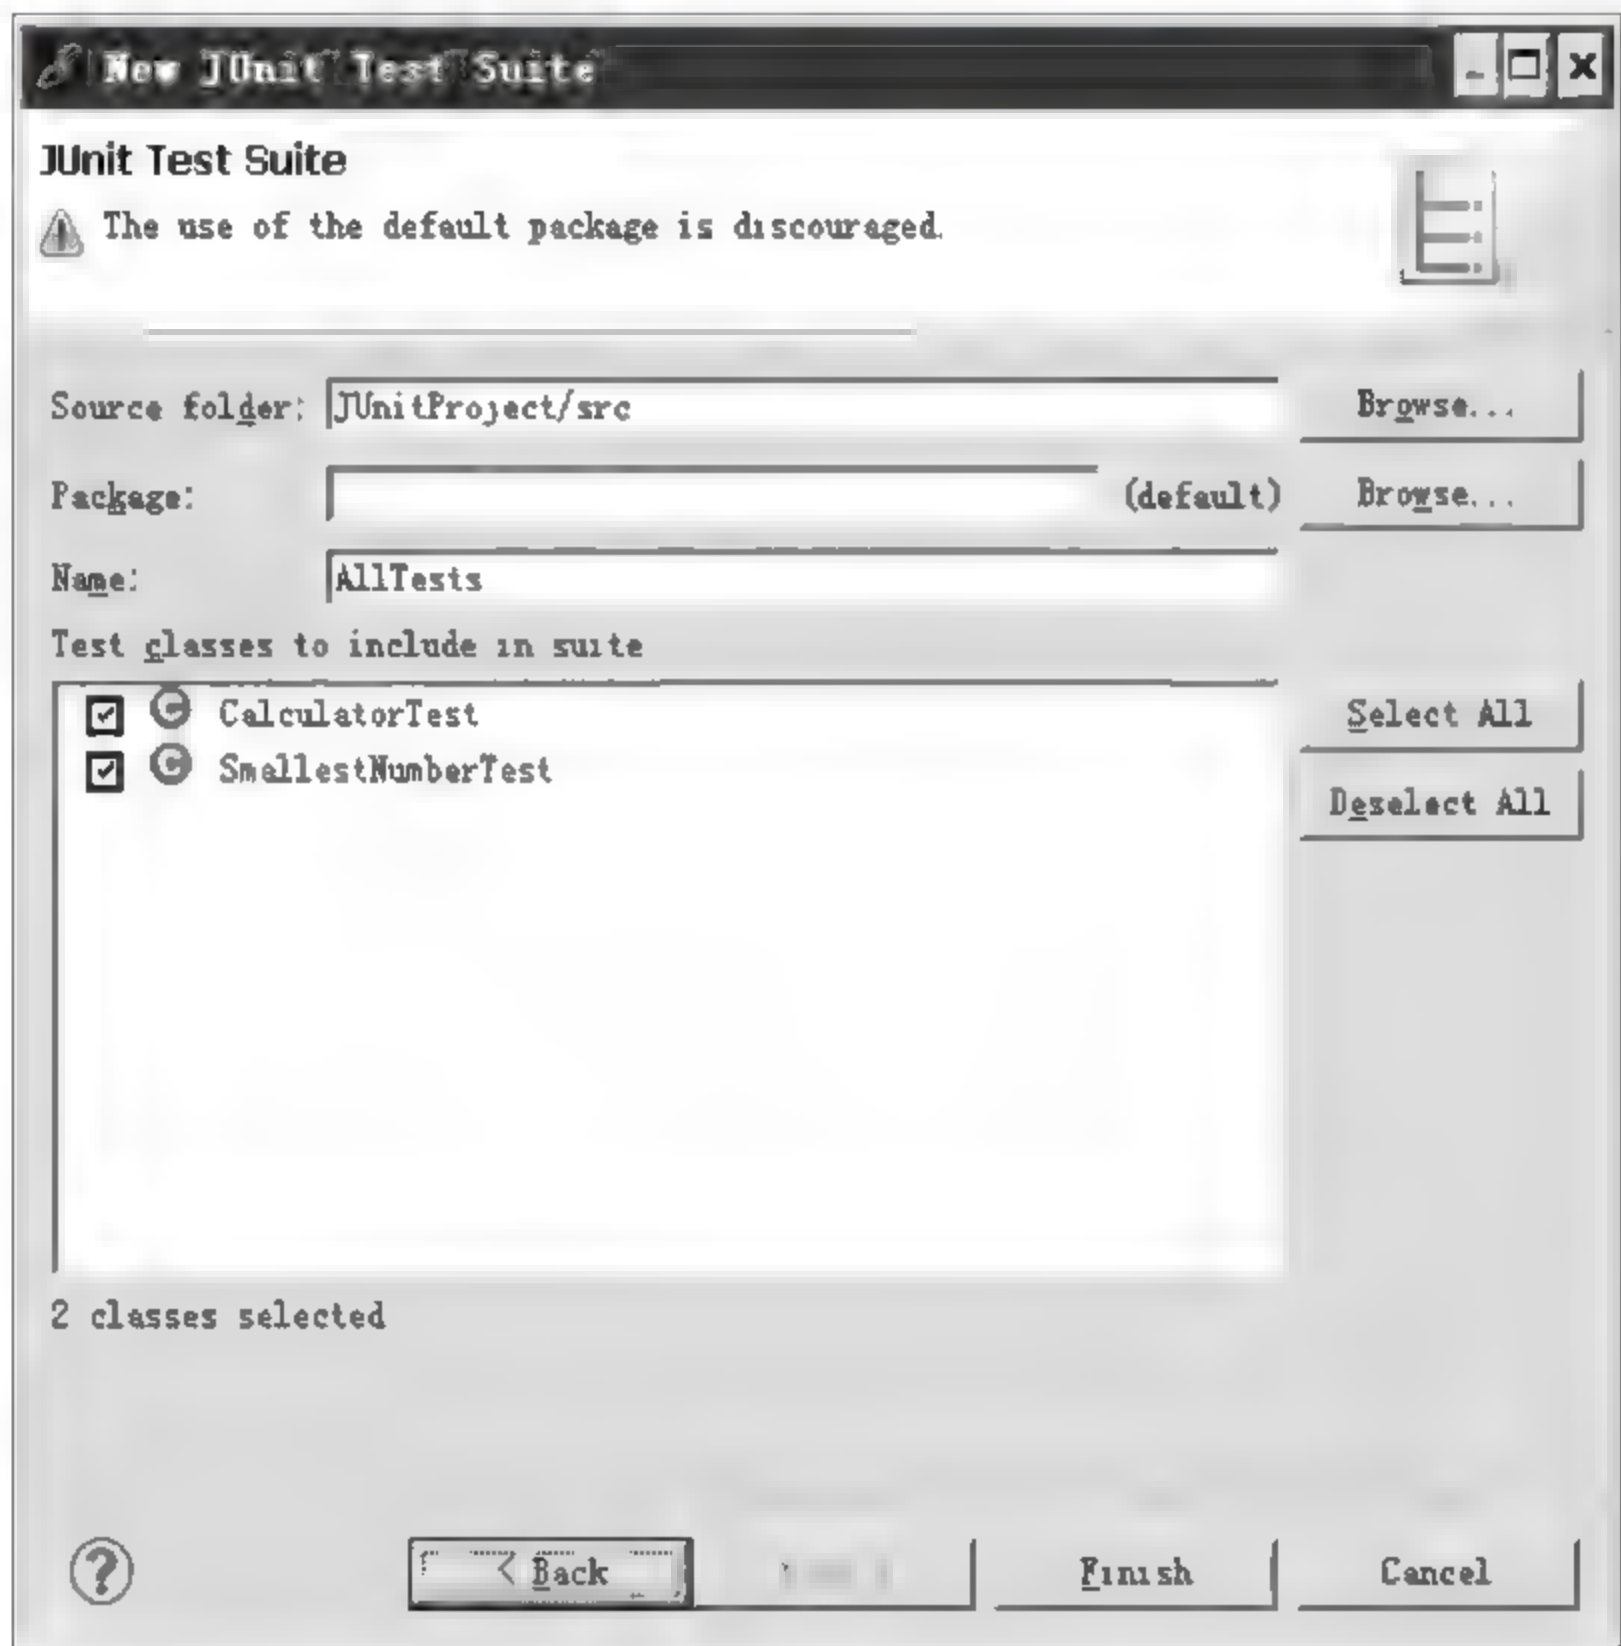 New JUnit Test Suite
JUnit Test Suite
The use of the default package is discouraged.
Source folder: JUnitProject/src Browse...
Package: (default) Browse...
Name: AllTests
Test classes to include in suite
CalculatorTest Select All
SmallestNumberTest
Deselect All
2 classes selected
< Back Finish Cancel